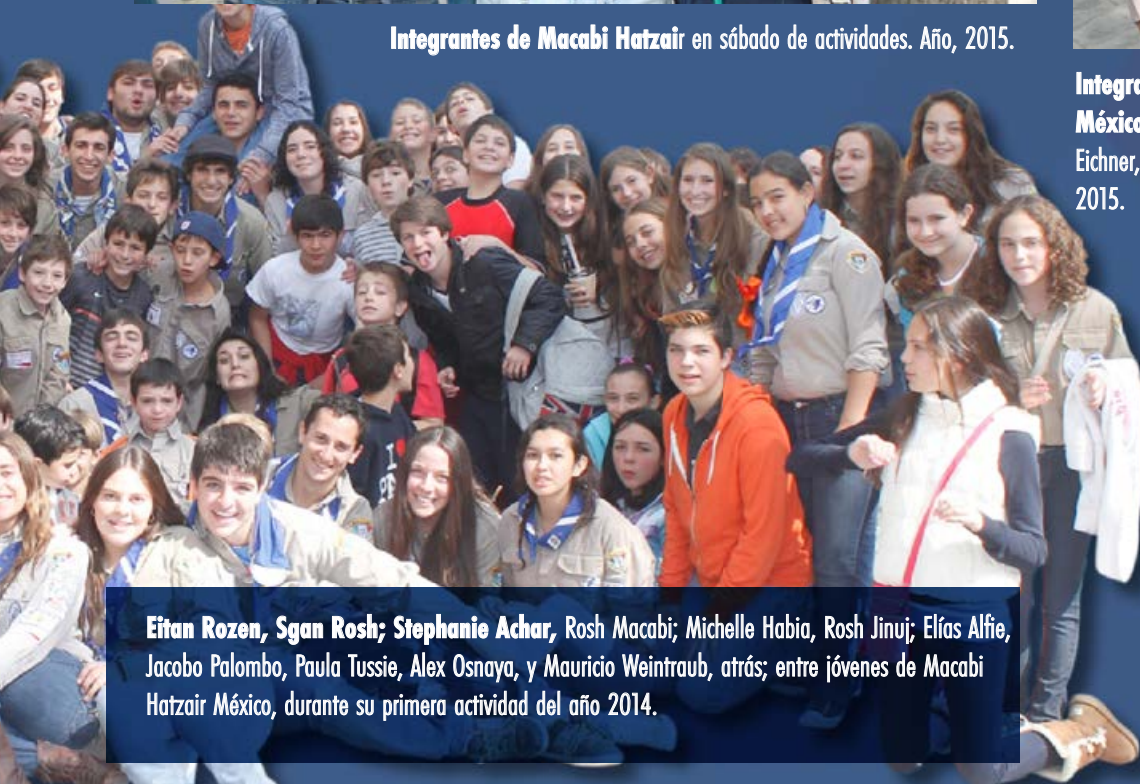 Integrantes de Macabi Hatzair en sábado de actividades. Año, 2015.
Integra
México
Eichner,
2015.
Eitan Rozen, Sgan Rosh; Stephanie Achar, Rosh Macabi; Michelle Habia, Rosh Jinuj; Elías Alfie,
Jacobo Palombo, Paula Tussie, Alex Osnaya, y Mauricio Weintraub, atrás; entre jóvenes de Macabi
Hatzair México, durante su primera actividad del año 2014.